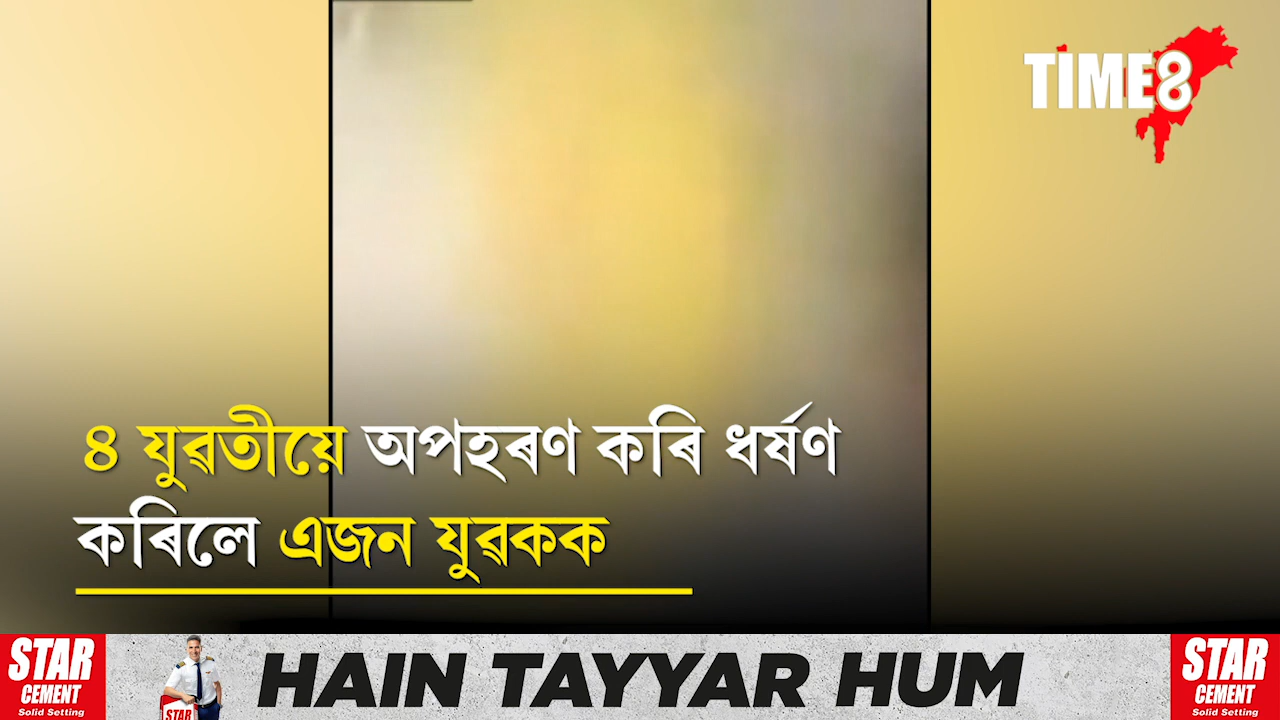 TIME8
৪ যুৱতীয়ে অপহৰণ কৰি ধৰ্ষণ
কৰিলে এজন যুৱকক
STAR
CEMENT
Solid Setting
STAR
HAIN TAYYAR HUM
STAR
CEMENT
Solid Setting